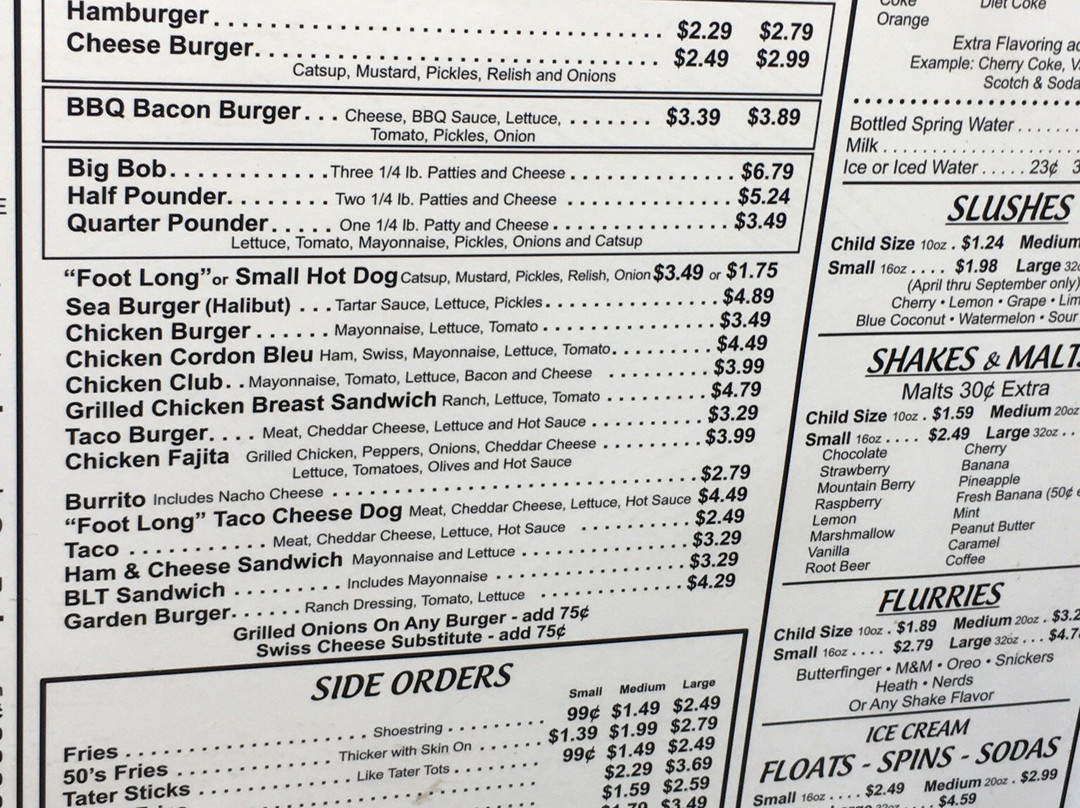 Hamburger $2.29 $2.79
Cheese Burger $2.49 $2.99
Catsup, Mustard, Pickles, Relish and Onions
BBQ Bacon Burger Cheese, BBQ Sauce, Lettuce, $3.39 $3.89
Tomato, Pickles, Onion
Big Bob Three 1/4 lb. Patties and Cheese $6.79
Half Pounder Two 1/4 lb. Patties and Cheese $5.24
Quarter Pounder One 1/4 lb. Patty and Cheese $3.49
Lettuce, Tomato, Mayonnaise, Pickles, Onions and Catsup
“Foot Long” or Small Hot Dog Catsup, Mustard, Pickles, Relish, Onion $3.49 or $1.75
Sea Burger (Halibut) Tartar Sauce, Lettuce, Pickles $4.89
Chicken Burger Mayonnaise, Lettuce, Tomato $3.49
Chicken Cordon Bleu Ham, Swiss, Mayonnaise, Lettuce, Tomato $4.49
Chicken Club Mayonnaise, Tomato, Lettuce, Bacon and Cheese $3.99
Grilled Chicken Breast Sandwich Ranch, Lettuce, Tomato $4.79
Taco Burger Meat, Cheddar Cheese, Lettuce and Hot Sauce $3.29
Chicken Fajita Grilled Chicken, Peppers, Onions, Cheddar Cheese $3.99
Lettuce, Tomatoes, Olives and Hot Sauce
Burrito Includes Nacho Cheese $2.79
“Foot Long” Taco Cheese Dog Meat, Cheddar Cheese, Lettuce, Hot Sauce $4.49
Taco Meat, Cheddar Cheese, Lettuce, Hot Sauce $2.49
Ham & Cheese Sandwich Mayonnaise and Lettuce $3.29
BLT Sandwich Includes Mayonnaise $3.29
Garden Burger Ranch Dressing, Tomato, Lettuce $4.29
Grilled Onions On Any Burger - add 75¢
Swiss Cheese Substitute - add 75¢
SIDE ORDERS
Small Medium Large
Fries Shoestring 99¢ $1.49 $2.49
50's Fries Thicker with Skin On $1.39 $1.99 $2.79
Tater Sticks Like Tater Tots 99¢ $1.49 $2.49
$2.29 $3.69
$1.59 $2.59
$3.49
Coke Diet Coke
Orange
Extra Flavoring
Example: Cherry Coke,
Scotch & Soda
Bottled Spring Water
Milk
Ice or Iced Water 23¢
SLUSHES
Child Size 10oz . $1.24 Medium
Small 16oz $1.98 Large
(April thru September only)
Cherry • Lemon • Grape •
Blue Coconut • Watermelon • Sour
SHAKES & MALTS
Malts 30¢ Extra
Child Size 10oz . $1.59 Medium 20oz
Small 16oz $2.49 Large 32oz
Chocolate Cherry
Strawberry Banana
Mountain Berry Pineapple
Raspberry Fresh Banana (50¢
Lemon Mint
Marshmallow Peanut Butter
Vanilla Caramel
Root Beer Coffee
FLURRIES
Child Size 10oz . $1.89 Medium 20oz .
Small 16oz $2.79 Large 32oz
Butterfinger • M&M • Oreo • Snickers
Heath • Nerds
Or Any Shake Flavor
ICE CREAM
FLOATS - SPINS - SODAS
Small 16oz $2.49 Medium 20oz . $2.99
$4.59